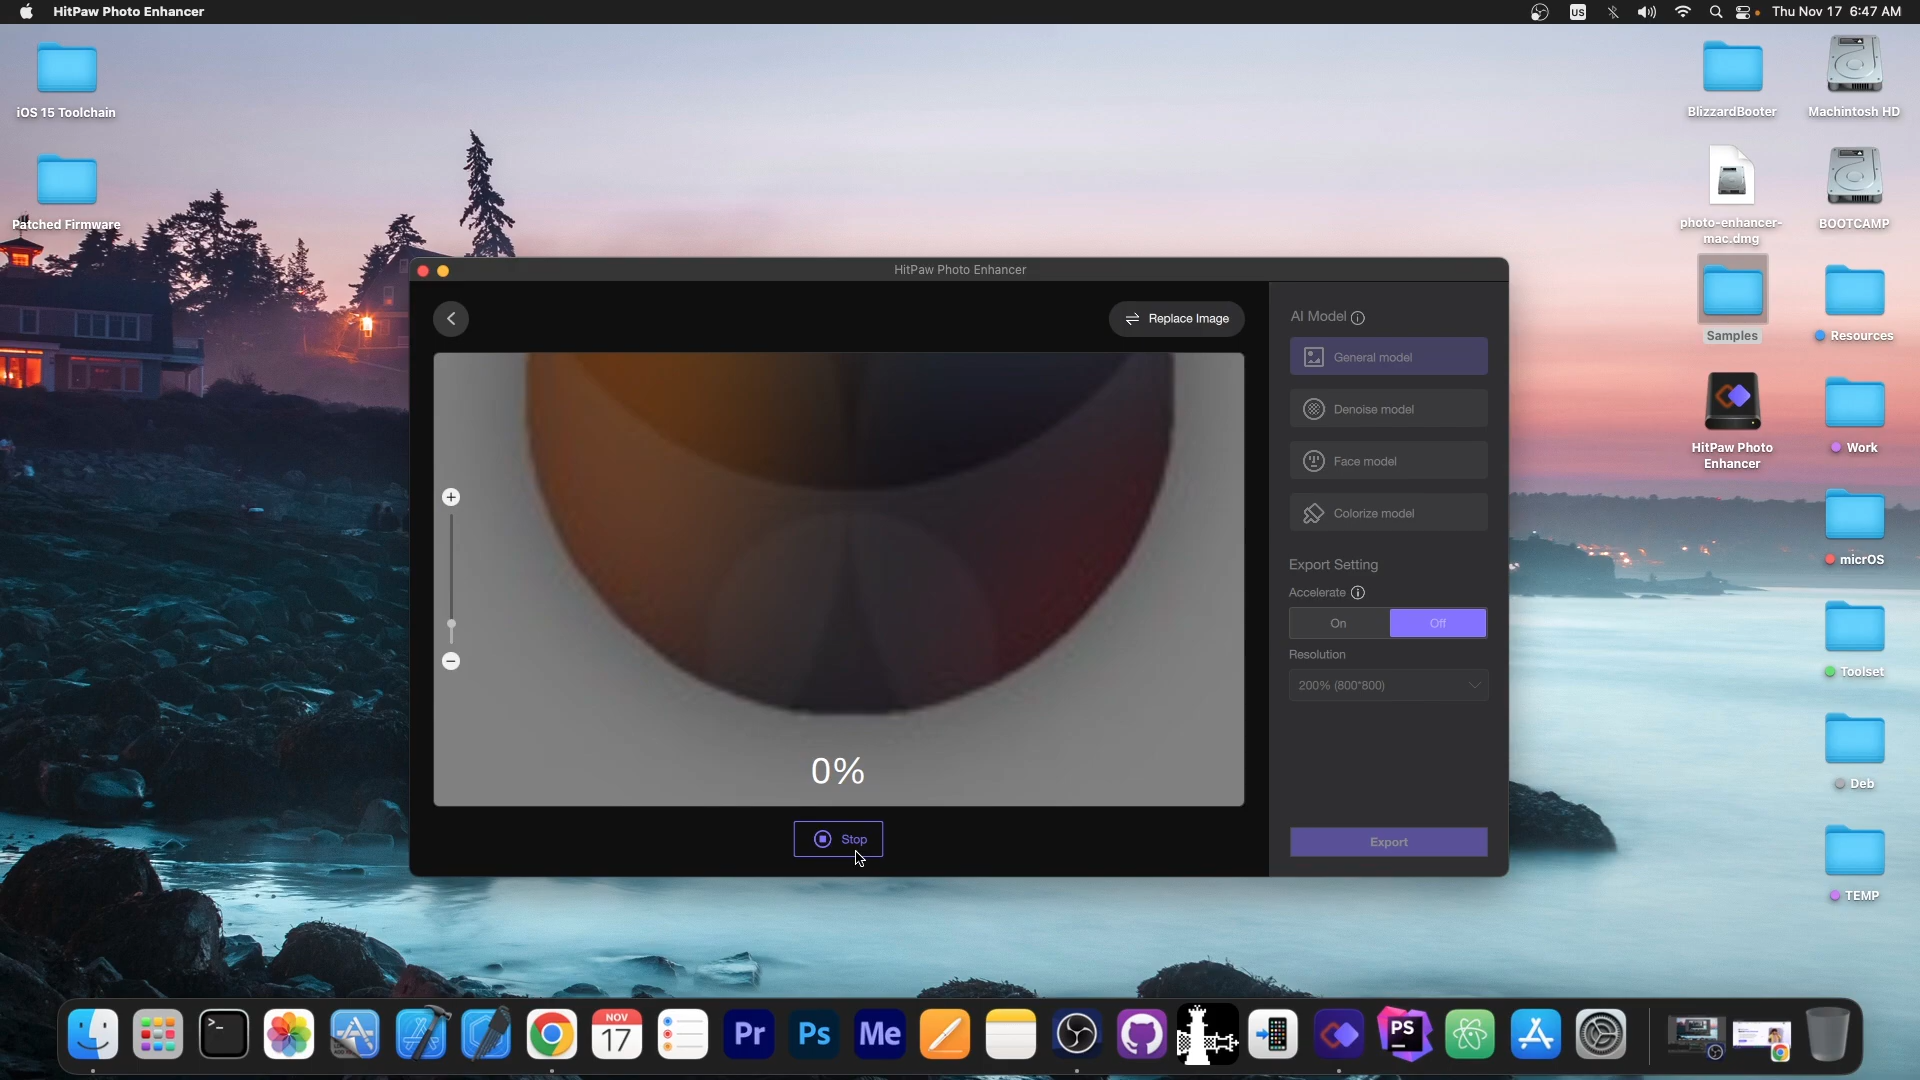 HitPaw Photo Enhancer
US
Thu Nov 17 6:47 AM
iOS 15 Toolchain
Patched Firmware
BlizzardBooter
Machintosh HD
photo-enhancer-
mac.dmg
BOOTCAMP
Samples
Resources
HitPaw Photo
Enhancer
Work
micrOS
Toolset
Deb
TEMP
HitPaw Photo Enhancer
Replace Image
0%
Stop
AI Model
General model
Denoise model
Face model
Colorize model
Export Setting
Accelerate
On
Off
Resolution
200% (800*800)
Export
NOV
17
Pr
Ps
Me
PS